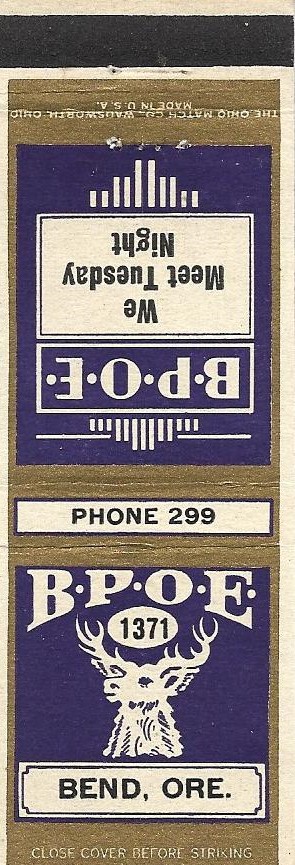 THE OHIO MATCH CO. WADSWORTH, OHIO
MADE IN U.S.A.
B·P·O·E·
We
Meet Tuesday
Night
PHONE 299
B·P·O·E·
1371
BEND, ORE.
CLOSE COVER BEFORE STRIKING